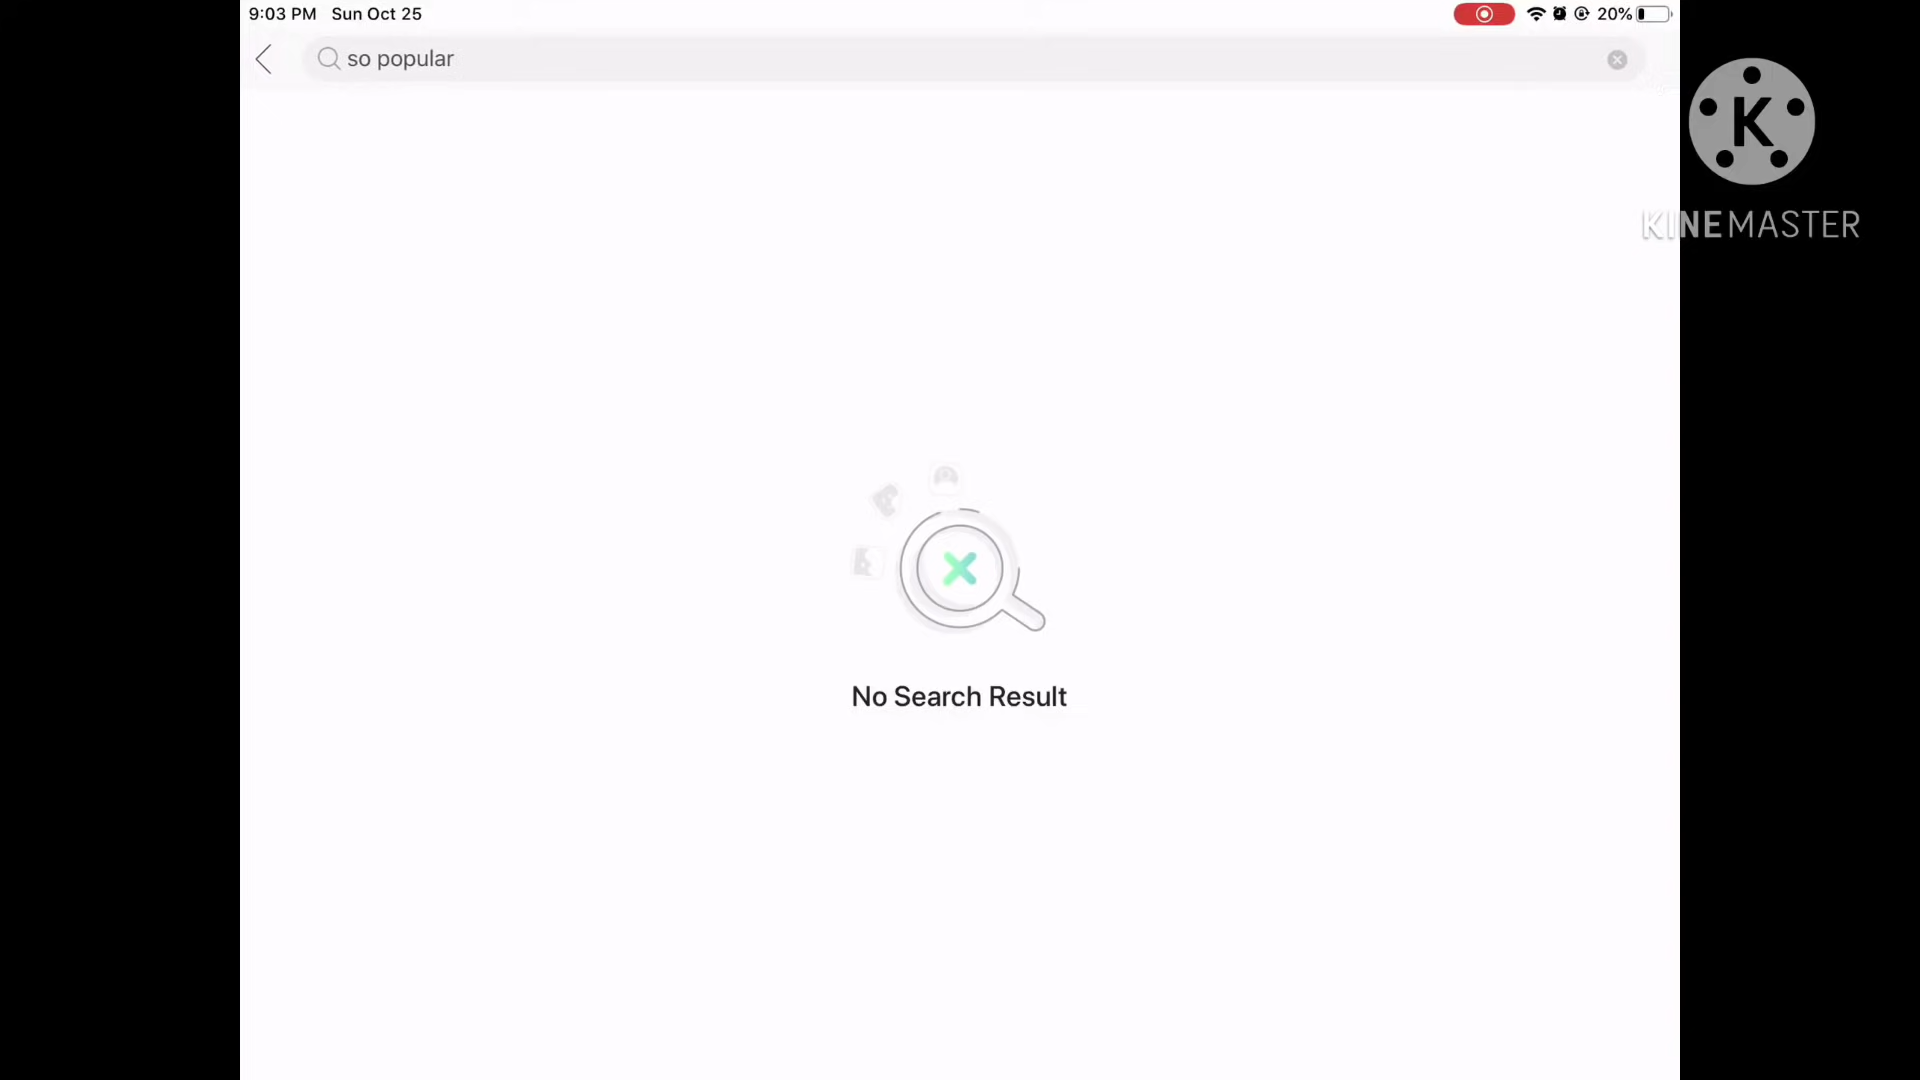 9:03 PM Sun Oct 25 20%
so popular
K
KINEMASTER
No Search Result